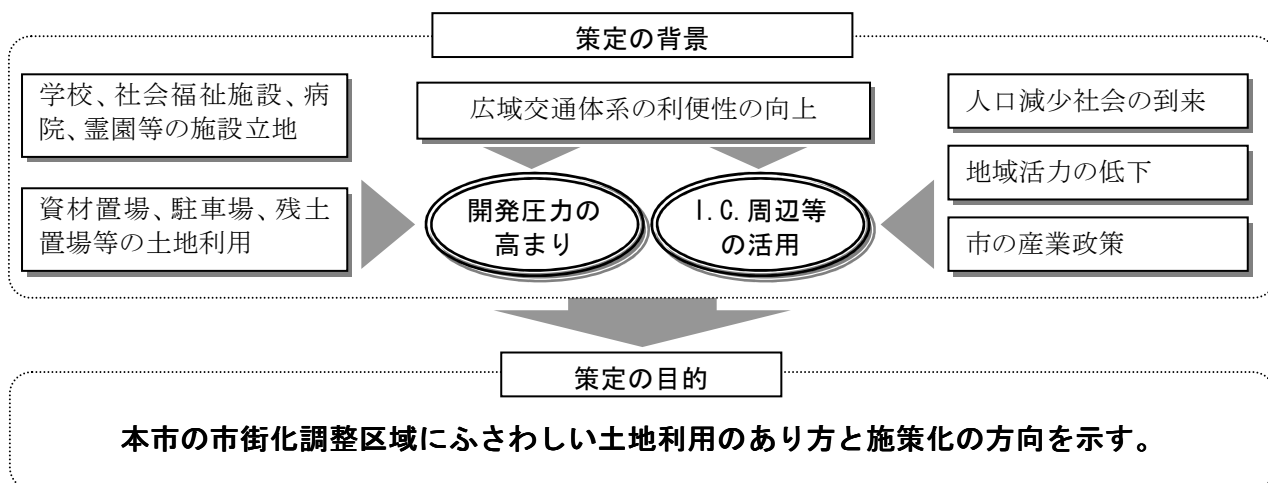 策定の背景
学校、社会福祉施設、病
院、霊園等の施設立地
資材置場、駐車場、残土
置場等の土地利用
広域交通体系の利便性の向上
開発圧力の
高まり
I.C.周辺等
の活用
人口減少社会の到来
地域活力の低下
市の産業政策
策定の目的
本市の市街化調整区域にふさわしい土地利用のあり方と施策化の方向を示す。